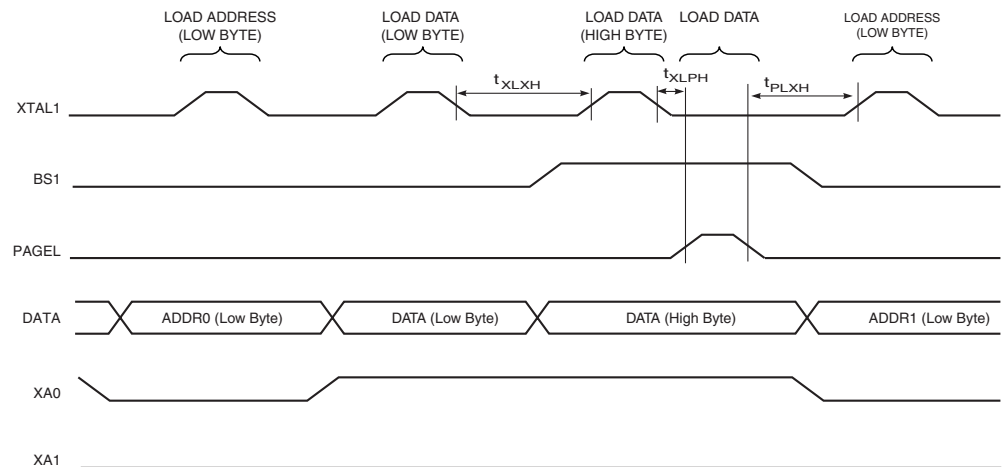 LOAD ADDRESS
(LOW BYTE)
LOAD DATA
(LOW BYTE)
LOAD DATA
(HIGH BYTE)
LOAD DATA
LOAD ADDRESS
(LOW BYTE)
tXLXH
tXLPH
tPLXH
XTAL1
BS1
PAGEL
DATA
ADDR0 (Low Byte)
DATA (Low Byte)
DATA (High Byte)
ADDR1 (Low Byte)
XA0
XA1